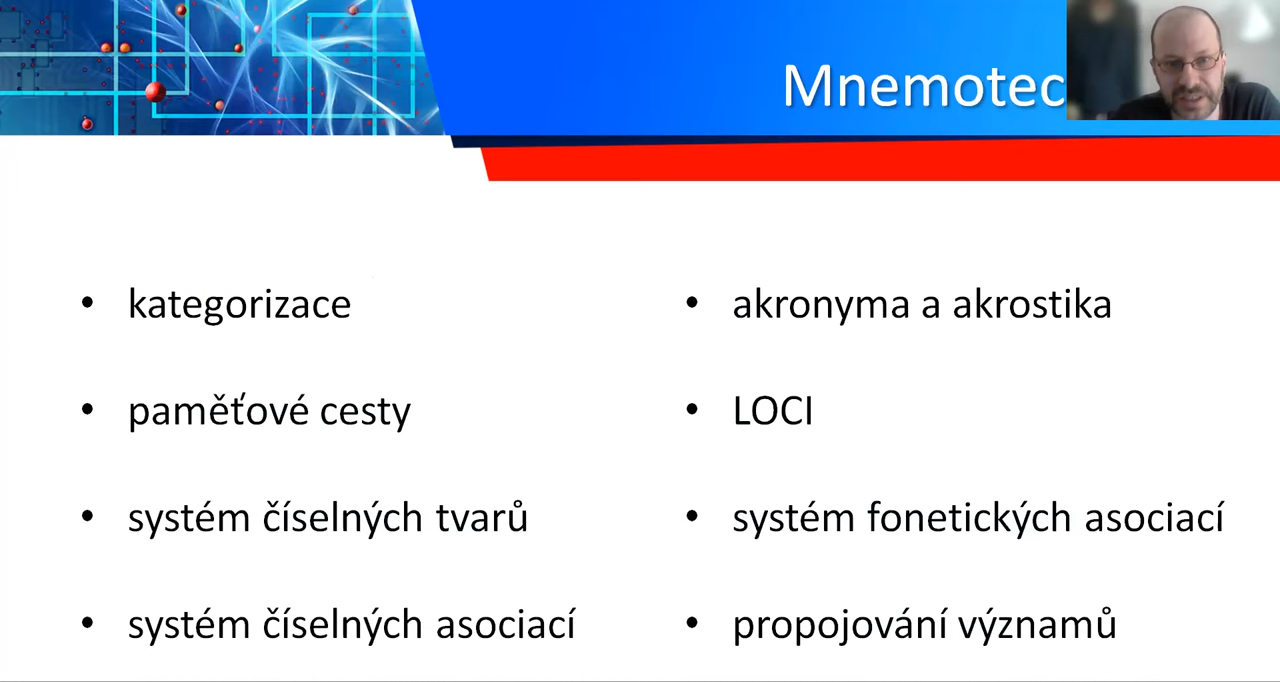 Mnemotec
kategorizace
paměťové cesty
systém číselných tvarů
systém číselných asociací
akronyma a akrostika
LOCI
systém fonetických asociací
propojování významů